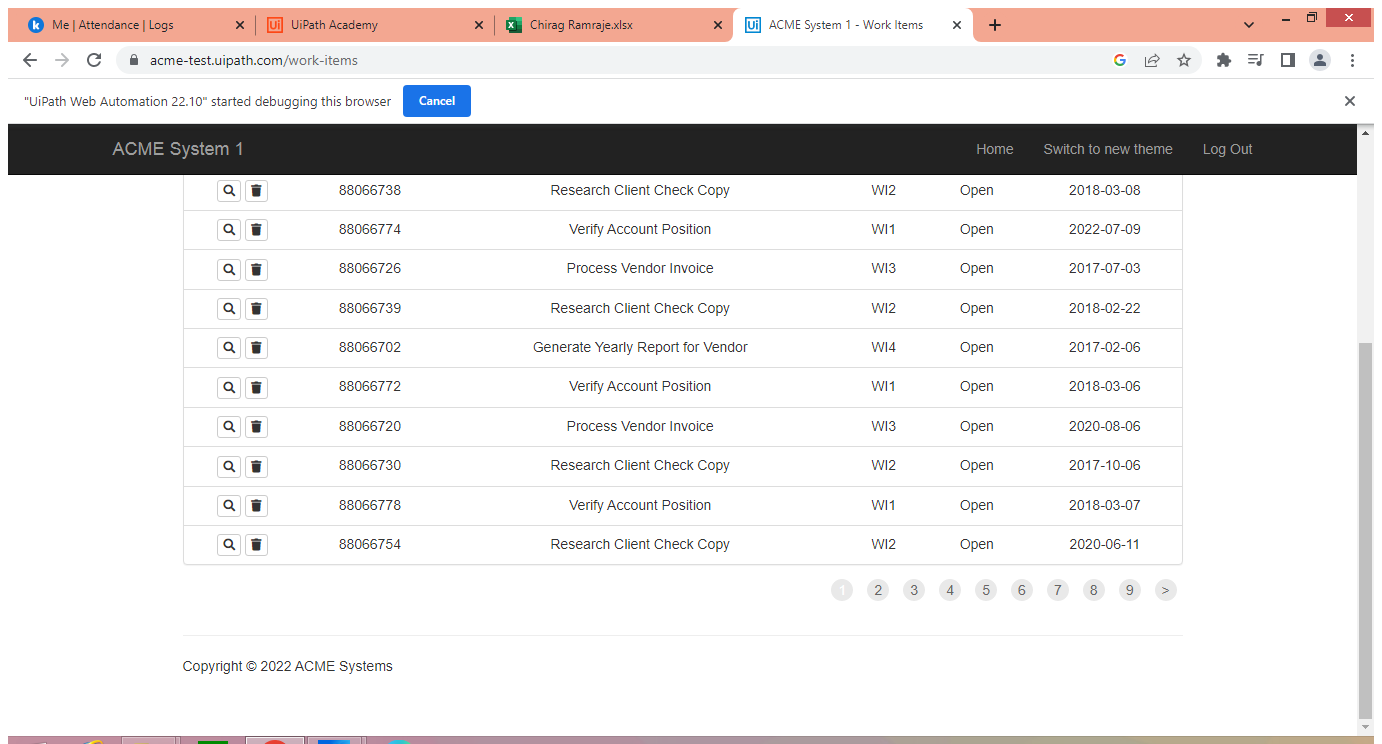 Me | Attendance | Logs UiPath Academy Chirag Ramraje.xlsx ACME System 1 - Work Items
acme-test.uipath.com/work-items
"UiPath Web Automation 22.10" started debugging this browser Cancel
ACME System 1 Home Switch to new theme Log Out
88066738 Research Client Check Copy WI2 Open 2018-03-08
88066774 Verify Account Position WI1 Open 2022-07-09
88066726 Process Vendor Invoice WI3 Open 2017-07-03
88066739 Research Client Check Copy WI2 Open 2018-02-22
88066702 Generate Yearly Report for Vendor WI4 Open 2017-02-06
88066772 Verify Account Position WI1 Open 2018-03-06
88066720 Process Vendor Invoice WI3 Open 2020-08-06
88066730 Research Client Check Copy WI2 Open 2017-10-06
88066778 Verify Account Position WI1 Open 2018-03-07
88066754 Research Client Check Copy WI2 Open 2020-06-11
1 2 3 4 5 6 7 8 9 >
Copyright © 2022 ACME Systems